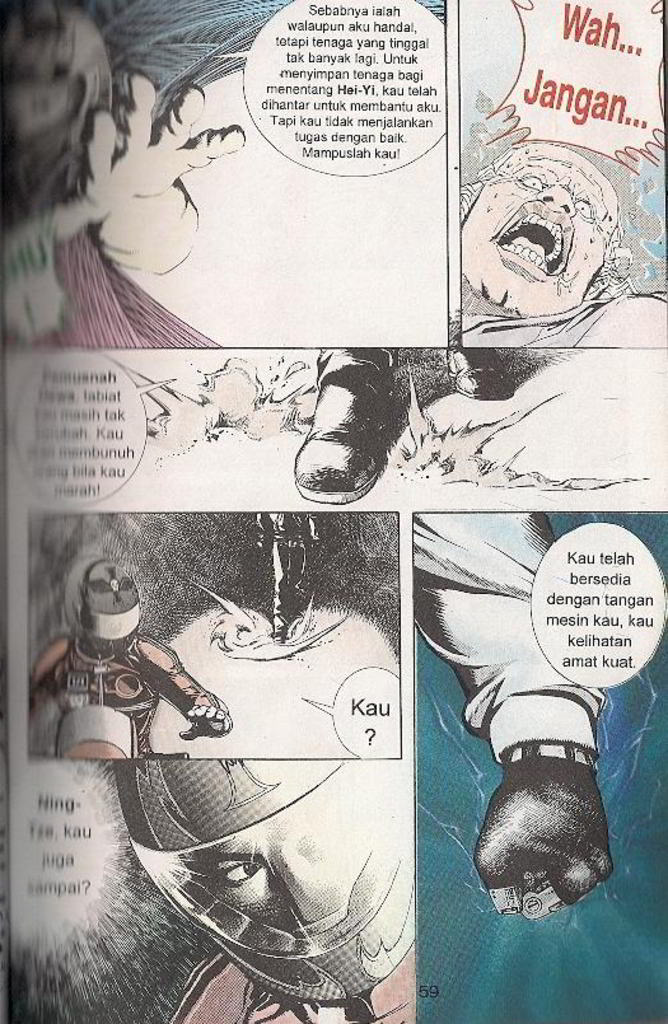 Sebabnya ialah
walaupun aku handal,
tetapi tenaga yang tinggal
tak banyak lagi. Untuk
menyimpan tenaga bagi
menentang Hei-Yi, kau telah
dihantar untuk membantu aku.
Tapi kau tidak menjalankan
tugas dengan baik.
Mampuslah kau!
Wah...
Jangan...
Pemusnah
Dewa, tabiat
masih tak
berubah. Kau
membunuh
orang bila kau
marah!
Kau telah
bersedia
dengan tangan
mesin kau, kau
kelihatan
amat kuat.
Kau
?
Ning-
Tze, kau
juga
sampai?
59